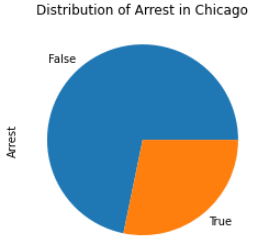 Distribution of Arrest in Chicago
False
Arrest
True